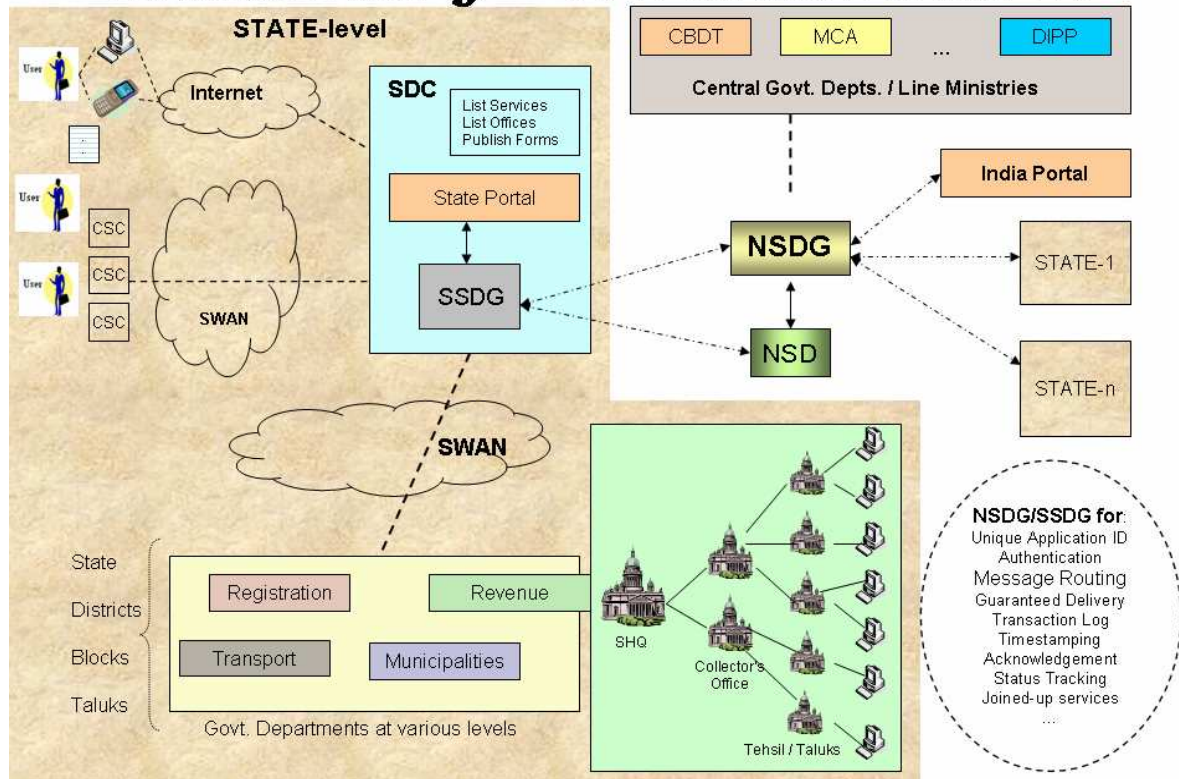 STATE-level
User
Internet
User
CSC
CSC
User
CSC
SWAN
SDC
List Services
List Offices
Publish Forms
State Portal
SSDG
CBDT
MCA
...
DIPP
Central Govt. Depts. / Line Ministries
India Portal
NSDG
STATE-1
NSD
STATE-n
SWAN
State
Districts
Blocks
Taluks
Registration
Revenue
Transport
Municipalities
Govt. Departments at various levels
SHQ
Collector's
Office
Tehsil / Taluks
NSDG/SSDG for:
Unique Application ID
Authentication
Message Routing
Guaranteed Delivery
Transaction Log
Timestamping
Acknowledgement
Status Tracking
Joined-up services
...